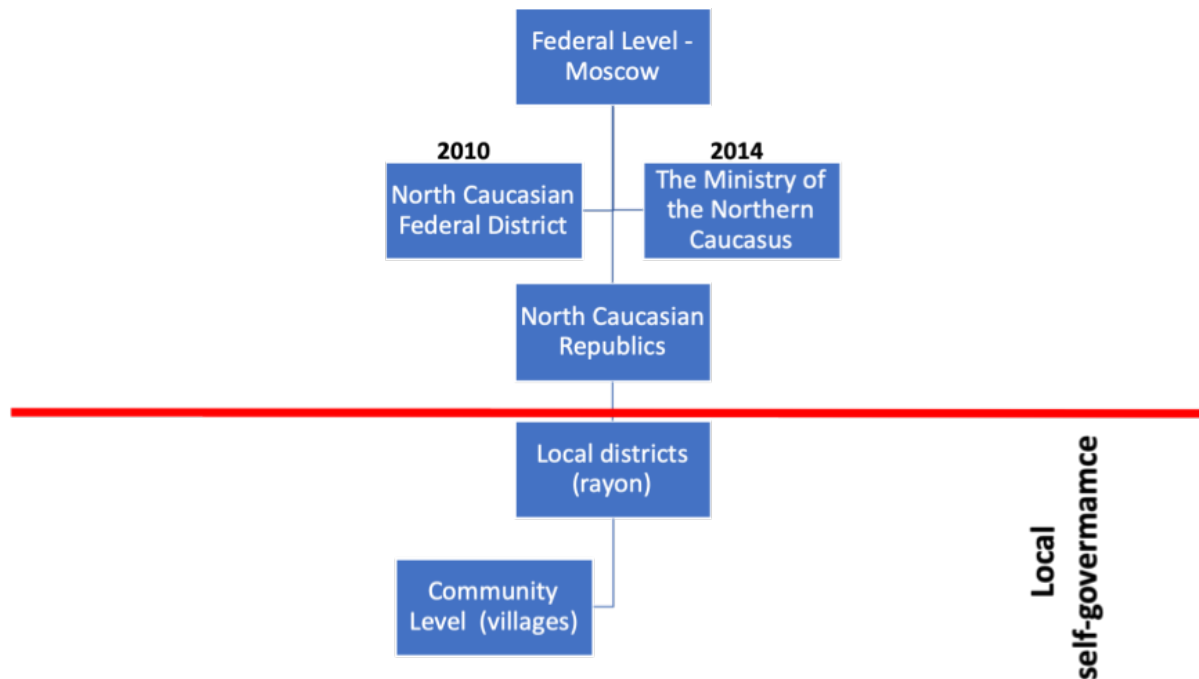 Federal Level -
Moscow
2010
North Caucasian
Federal District
2014
The Ministry of
the Northern
Caucasus
North Caucasian
Republics
Local districts
(rayon)
Community
Level (villages)
Local
self-governamce